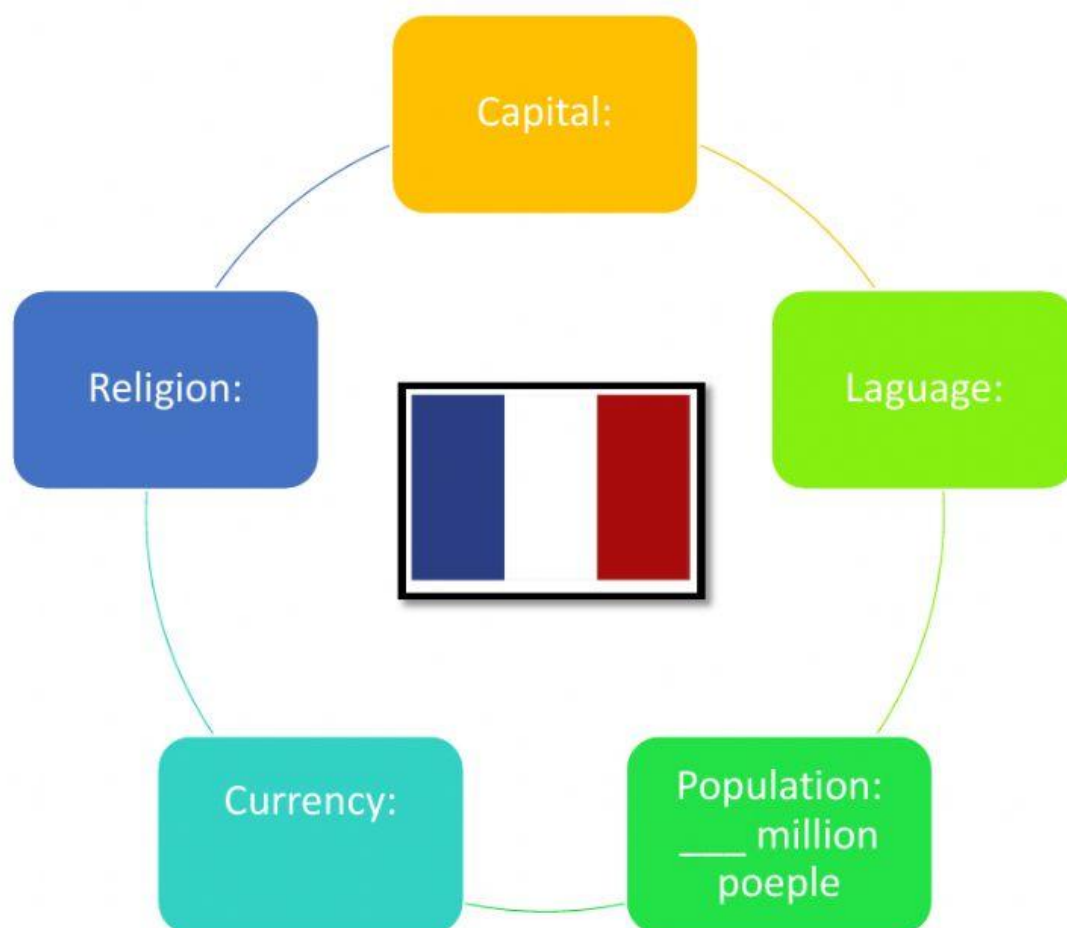 Capital:
Religion:
Laguage:
Currency:
Population:
___ million
poeple